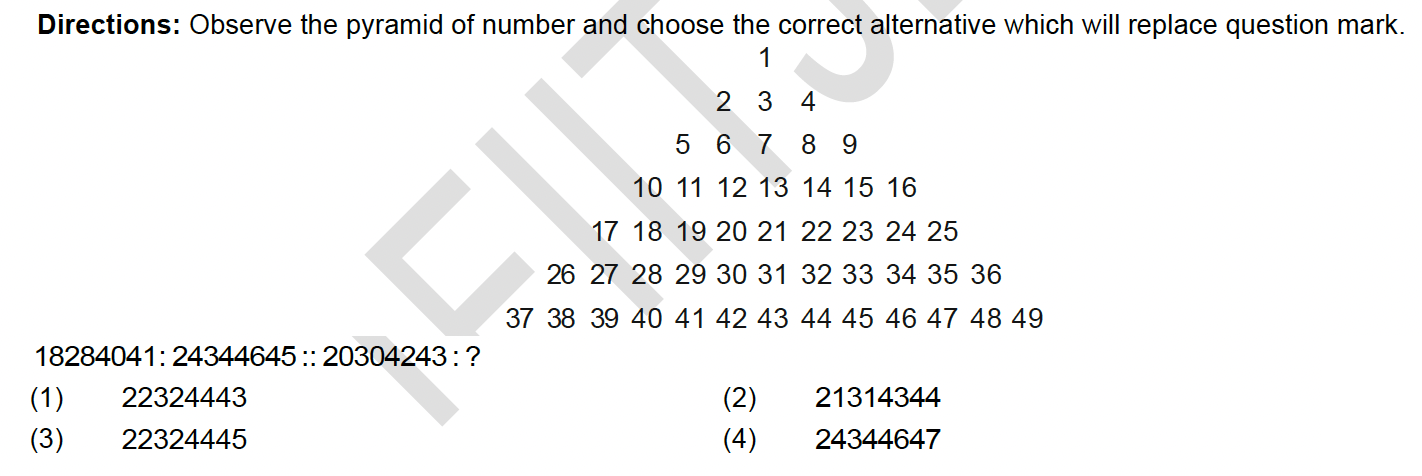 Directions: Observe the pyramid of number and choose the correct alternative which will replace question mark.
1
2 3 4
5 6 7 8 9
10 11 12 13 14 15 16
17 18 19 20 21 22 23 24 25
26 27 28 29 30 31 32 33 34 35 36
37 38 39 40 41 42 43 44 45 46 47 48 49
18284041: 24344645 :: 20304243 : ?
(1) 22324443 (2) 21314344
(3) 22324445 (4) 24344647